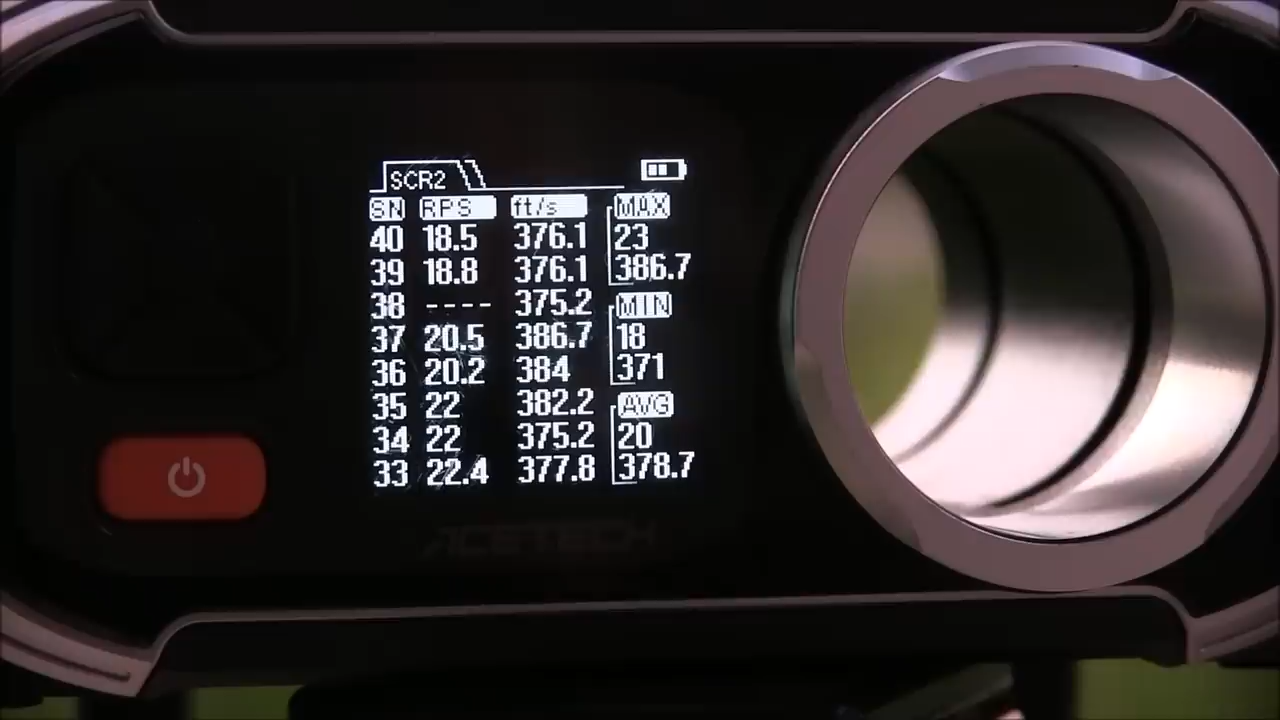 SCR2
SN RPS ft/s MAX
40 18.5 376.1 23
39 18.8 376.1 386.7
38 ---- 375.2 MIN
37 20.5 386.7 18
36 20.2 384 371
35 22 382.2 AVG
34 22 375.2 20
33 22.4 377.8 378.7
ACETECH